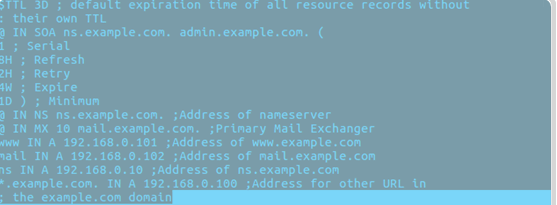 $TTL 3D ; default expiration time of all resource records without
; their own TTL
@ IN SOA ns.example.com. admin.example.com. (
1 ; Serial
8H ; Refresh
2H ; Retry
4W ; Expire
1D ) ; Minimum
@ IN NS ns.example.com. ;Address of nameserver
@ IN MX 10 mail.example.com. ;Primary Mail Exchanger
www IN A 192.168.0.101 ;Address of www.example.com
mail IN A 192.168.0.102 ;Address of mail.example.com
ns IN A 192.168.0.10 ;Address of ns.example.com
*.example.com. IN A 192.168.0.100 ;Address for other URL in
; the example.com domain